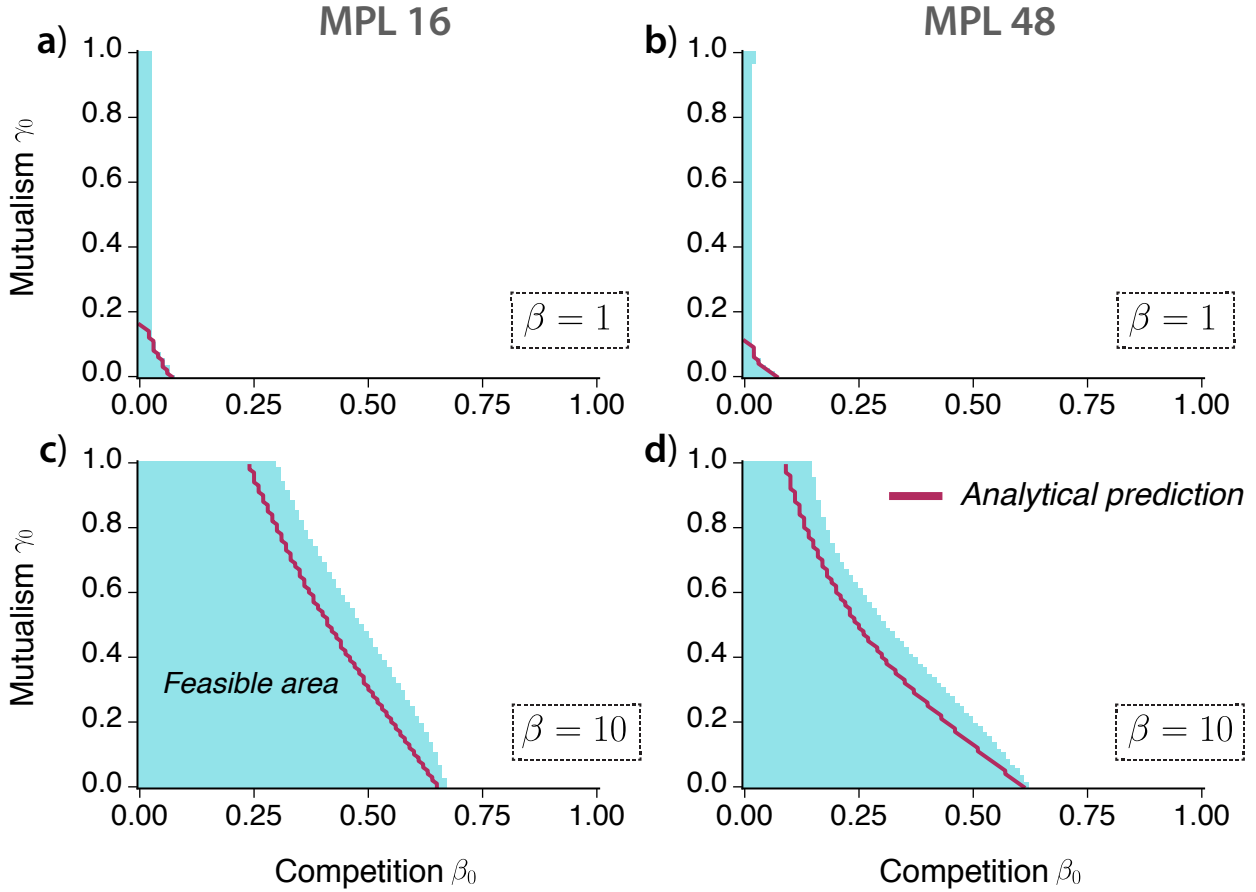 MPL 16
MPL 48
a)
1.0
0.8
0.6
0.4
0.2
0.0
Mutualism γ₀
β = 1
0.00 0.25 0.50 0.75 1.00
b)
1.0
0.8
0.6
0.4
0.2
0.0
β = 1
0.00 0.25 0.50 0.75 1.00
c)
1.0
0.8
0.6
0.4
0.2
0.0
Mutualism γ₀
Feasible area
β = 10
0.00 0.25 0.50 0.75 1.00
Competition β₀
d)
1.0
0.8
0.6
0.4
0.2
0.0
Analytical prediction
β = 10
0.00 0.25 0.50 0.75 1.00
Competition β₀